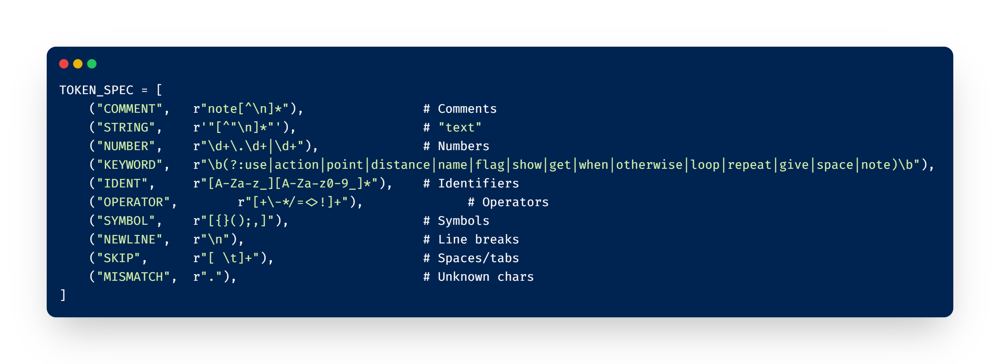 TOKEN_SPEC = [
    ("COMMENT",   r"note[^\n]*"),                # Comments
    ("STRING",    r'"[^"\n]*"'),                 # "text"
    ("NUMBER",    r"\d+\.\d+|\d+"),              # Numbers
    ("KEYWORD",   r"\b(?:use|action|point|distance|name|flag|show|get|when|otherwise|loop|repeat|give|space|note)\b"),
    ("IDENT",     r"[A-Za-z_][A-Za-z0-9_]*"),    # Identifiers
    ("OPERATOR",        r"[+\-*/=<>!]+"),              # Operators
    ("SYMBOL",    r"[{}();,]"),                  # Symbols
    ("NEWLINE",   r"\n"),                        # Line breaks
    ("SKIP",      r"[ \t]+"),                    # Spaces/tabs
    ("MISMATCH",  r"."),                         # Unknown chars
]